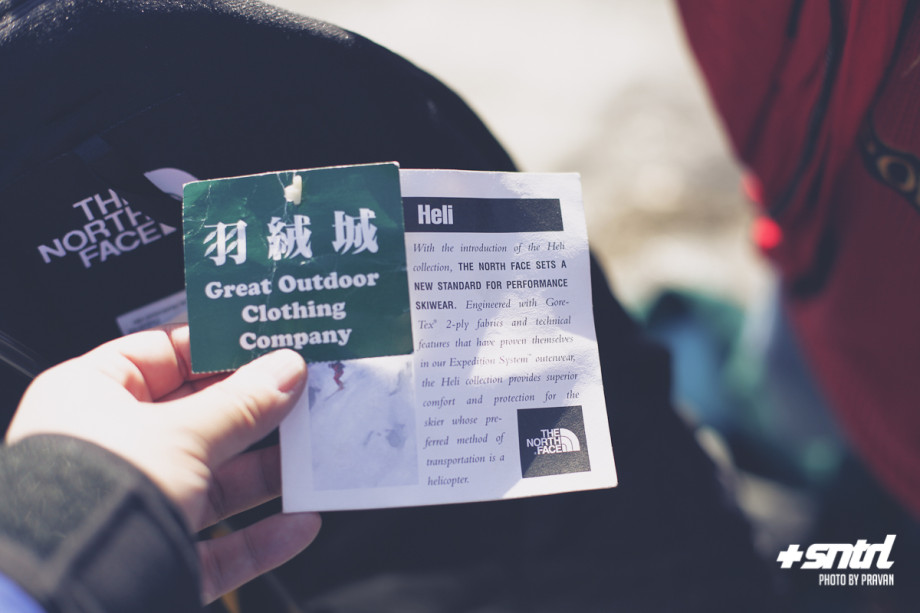 THE
NORTH
FACE
羽絨城
Great Outdoor
Clothing
Company
Heli
With the introduction of the Heli
collection, THE NORTH FACE SETS A
NEW STANDARD FOR PERFORMANCE
SKIWEAR. Engineered with Gore-
Tex® 2-ply fabrics and technical
features that have proven themselves
in our Expedition System™ outerwear,
the Heli collection provides superior
comfort and protection for the
skier whose pre-
ferred method of
transportation is a
helicopter.
THE
NORTH
FACE
+sntrl
PHOTO BY PRAVAN